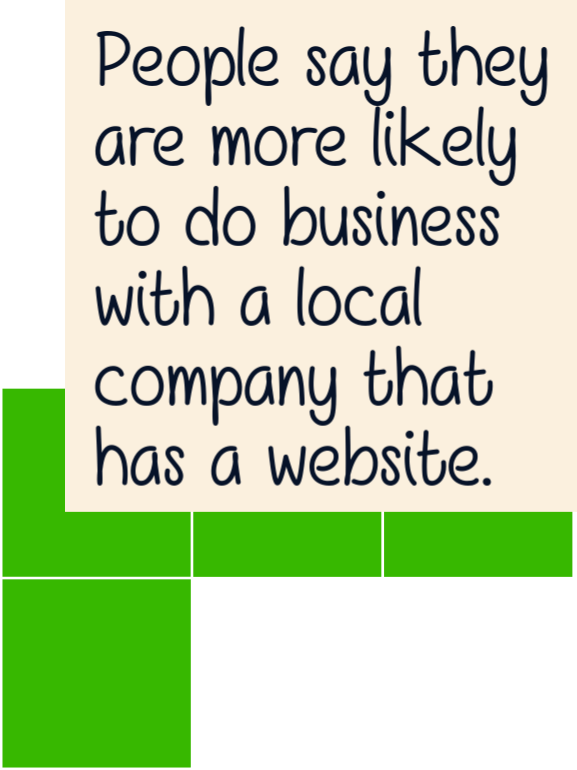 People say they
are more likely
to do business
with a local
company that
has a website.